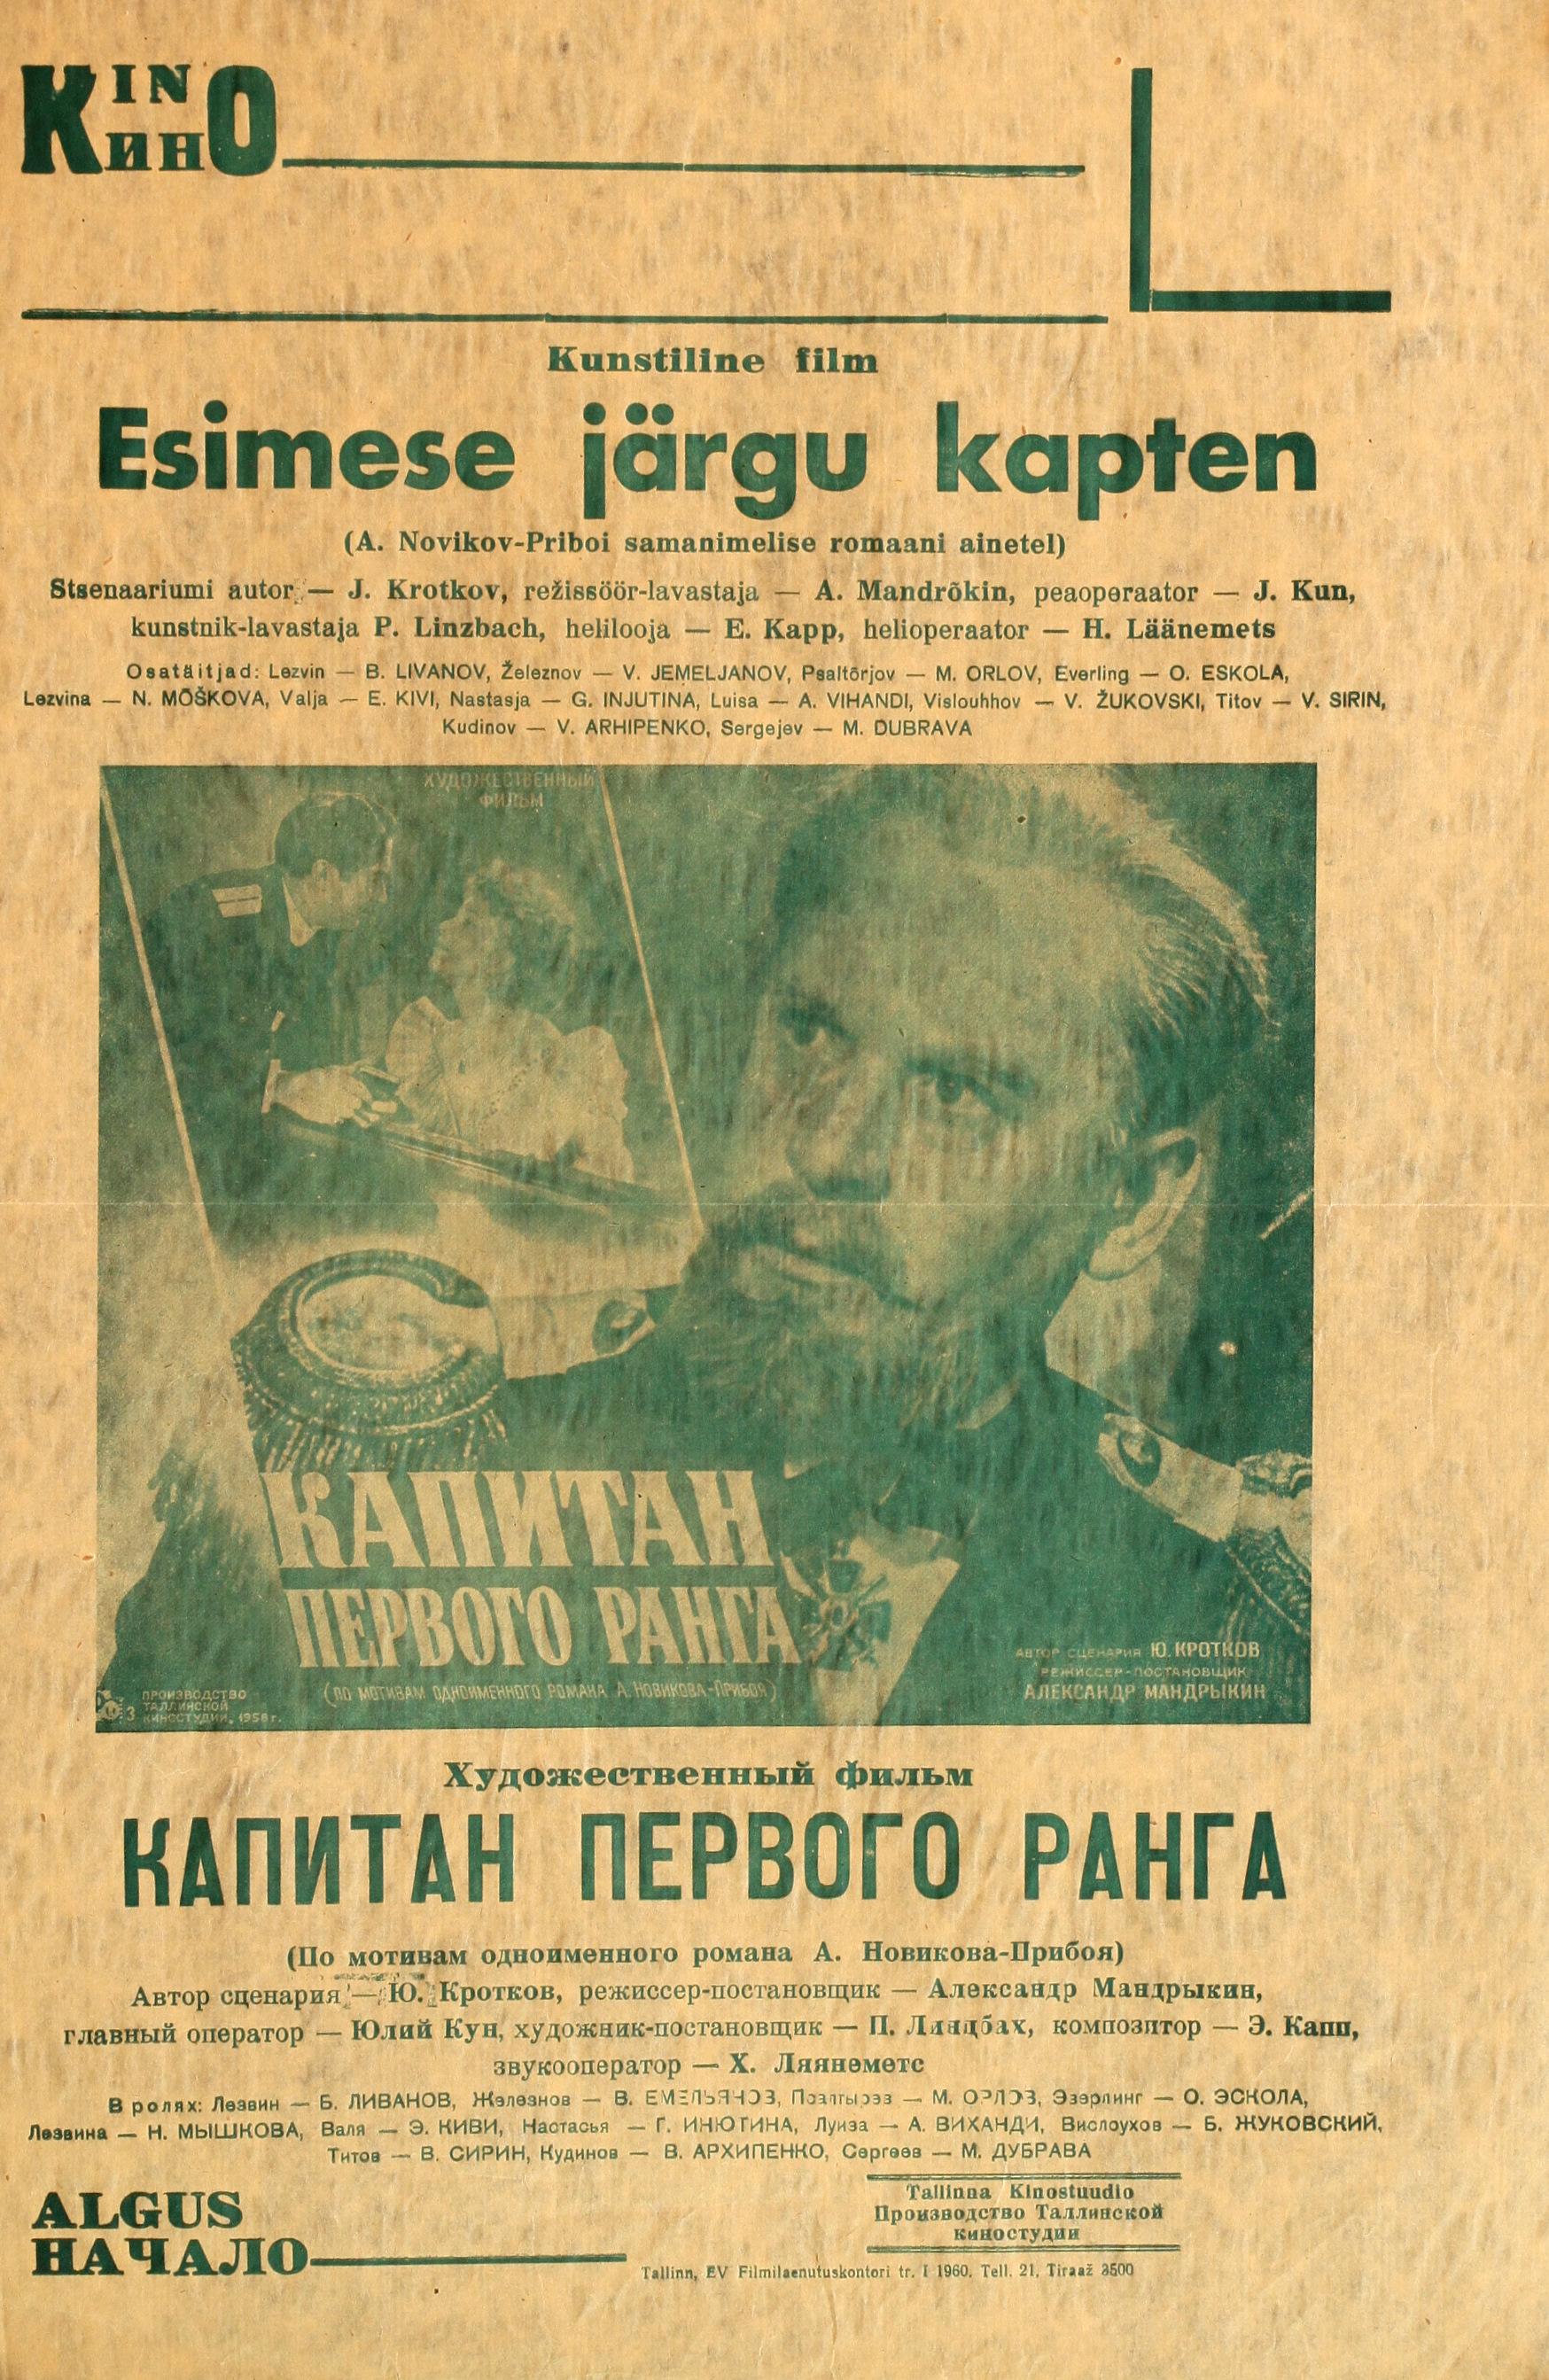 KINO
КИНО
Kunstiline film
Esimese järgu kapten
(A. Novikov-Priboi samanimelise romaani ainetel)
Stsenaariumi autor — J. Krotkov, režissöör-lavastaja — A. Mandrõkin, peaoperaator — J. Kun,
kunstnik-lavastaja P. Linzbach, helilooja — E. Kapp, helioperaator — H. Läänemets
Osatäitjad: Lezvin — B. LIVANOV, Železnov — V. JEMELJANOV, Psaltõrjov — M. ORLOV, Everling — O. ESKOLA,
Lezvina — N. MÕŠKOVA, Valja — E. KIVI, Nastasja — G. INJUTINA, Luisa — A. VIHANDI, Vislouhhov — V. ŽUKOVSKI, Titov — V. SIRIN,
Kudinov — V. ARHIPENKO, Sergejev — M. DUBRAVA
ХУДОЖЕСТВЕННЫЙ
ФИЛЬМ
КАПИТАН
ПЕРВОГО РАНГА
(ПО МОТИВАМ ОДНОИМЕННОГО РОМАНА А. НОВИКОВА-ПРИБОЯ)
ПРОИЗВОДСТВО
ТАЛЛИНСКОЙ
КИНОСТУДИИ, 1958 г.
АВТОР СЦЕНАРИЯ Ю. КРОТКОВ
РЕЖИССЕР-ПОСТАНОВЩИК
АЛЕКСАНДР МАНДРЫКИН
Художественный фильм
КАПИТАН ПЕРВОГО РАНГА
(По мотивам одноименного романа А. Новикова-Прибоя)
Автор сценария — Ю. Кротков, режиссер-постановщик — Александр Мандрыкин,
главный оператор — Юлий Кун, художник-постановщик — П. Линцбах, композитор — Э. Капп,
звукооператор — Х. Ляянеметс
В ролях: Лезвин — Б. ЛИВАНОВ, Железнов — В. ЕМЕЛЬЯНОВ, — М. ОРЛОВ, Эзерлинг — О. ЭСКОЛА,
Лезвина — Н. МЫШКОВА, Валя — Э. КИВИ, Настасья — Г. ИНЮТИНА, Луиза — А. ВИХАНДИ, Вислоухов — Б. ЖУКОВСКИЙ,
Титов — В. СИРИН, Кудинов — В. АРХИПЕНКО, Сергеев — М. ДУБРАВА
ALGUS
НАЧАЛО
Tallinna Kinostuudio
Производство Таллинской
киностудии
Tallinn, EV Filmilaenutuskontori tr. I 1960. Tell. 21. Tiraaž 3500